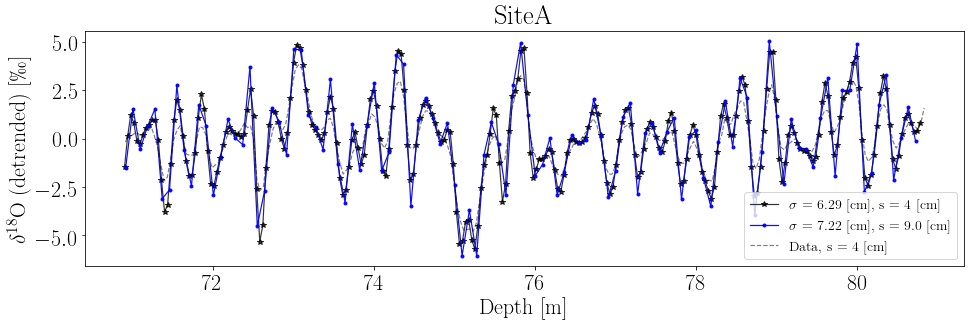 SiteA
δ¹⁸O (detrended) [‰]
5.0
2.5
0.0
−2.5
−5.0
σ = 6.29 [cm], s = 4 [cm]
σ = 7.22 [cm], s = 9.0 [cm]
Data, s = 4 [cm]
72 74 76 78 80
Depth [m]